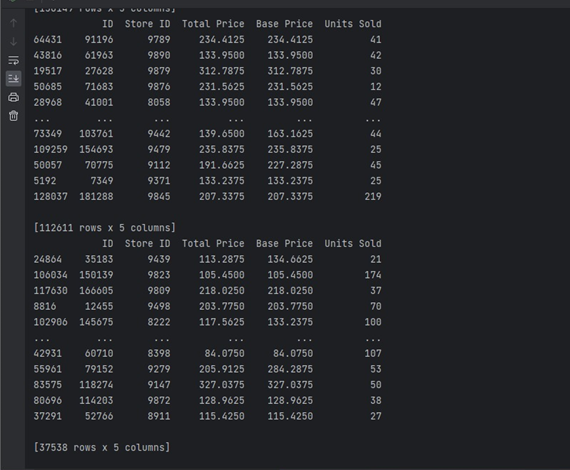 [150149 rows x 5 columns]
ID Store ID Total Price Base Price Units Sold
64431 91196 9789 234.4125 234.4125 41
43816 61963 9890 133.9500 133.9500 42
19517 27628 9879 312.7875 312.7875 30
50685 71683 9876 231.5625 231.5625 12
28968 41001 8058 133.9500 133.9500 47
... ... ... ... ... ...
73349 103761 9442 139.6500 163.1625 44
109259 154693 9479 235.8375 235.8375 25
50057 70775 9112 191.6625 227.2875 45
5192 7349 9371 133.2375 133.2375 25
128037 181288 9845 207.3375 207.3375 219
[112611 rows x 5 columns]
ID Store ID Total Price Base Price Units Sold
24864 35183 9439 113.2875 134.6625 21
106034 150139 9823 105.4500 105.4500 174
117630 166605 9809 218.0250 218.0250 37
8816 12455 9498 203.7750 203.7750 70
102906 145675 8222 117.5625 133.2375 100
... ... ... ... ... ...
42931 60710 8398 84.0750 84.0750 107
55961 79152 9279 205.9125 284.2875 53
83575 118274 9147 327.0375 327.0375 50
80696 114203 9872 128.9625 128.9625 38
37291 52766 8911 115.4250 115.4250 27
[37538 rows x 5 columns]